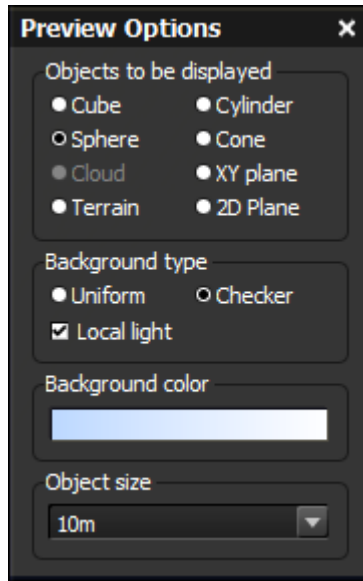 Preview Options
Objects to be displayed
Cube
Cylinder
Sphere
Cone
Cloud
XY plane
Terrain
2D Plane
Background type
Uniform
Checker
Local light
Background color
Object size
10m